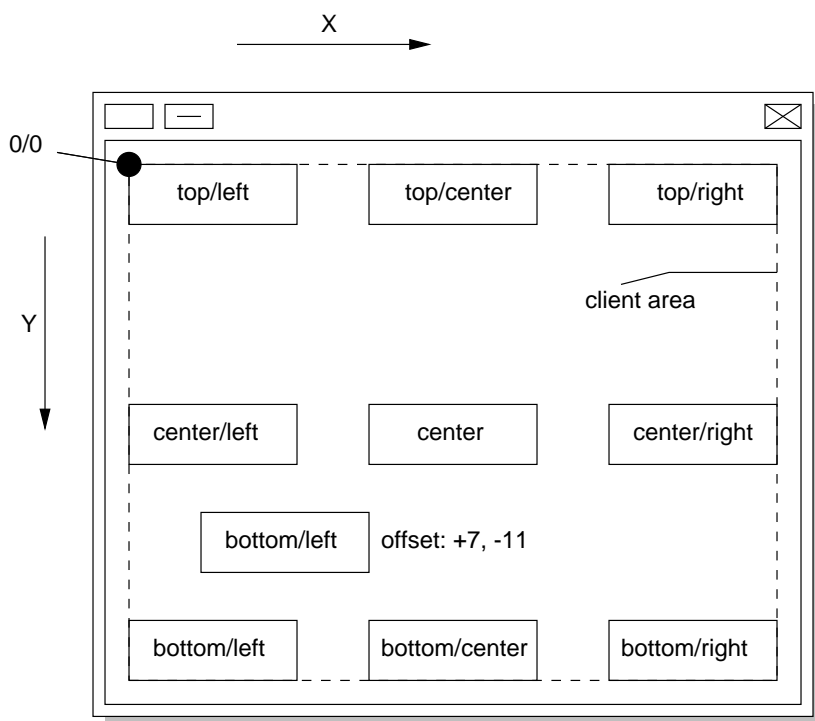 X
0/0
top/left
top/center
top/right
client area
Y
center/left
center
center/right
bottom/left offset: +7, -11
bottom/left
bottom/center
bottom/right